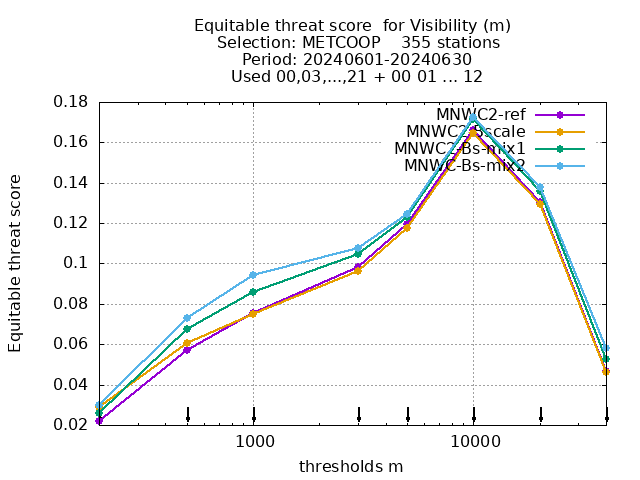 Equitable threat score  for Visibility (m)
Selection: METCOOP    355 stations
Period: 20240601-20240630
Used 00,03,...,21 + 00 01 ... 12
0.18
0.16
0.14
0.12
0.1
0.08
0.06
0.04
0.02
Equitable threat score
MNWC2-ref
MNWC2-Bscale
MNWC2-Bs-mix1
MNWC-Bs-mix2
1000
10000
thresholds m